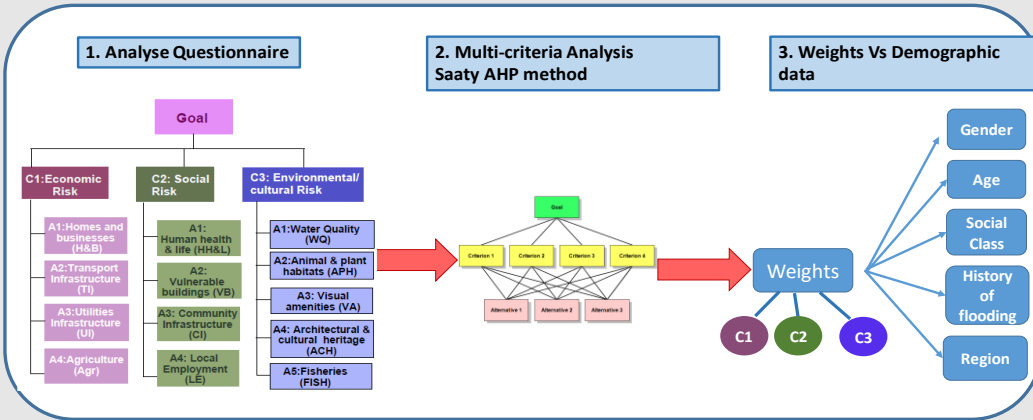 1. Analyse Questionnaire
Goal
C1:Economic
Risk
C2: Social
Risk
C3: Environmental/
cultural Risk
A1:Homes and
businesses
(H&B)
A2:Transport
Infrastructure
(TI)
A3:Utilities
Infrastructure
(UI)
A4:Agriculture
(Agr)
A1:
Human health
& life (HH&L)
A2:
Vulnerable
buildings (VB)
A3: Community
Infrastructure
(CI)
A4: Local
Employment
(LE)
A1:Water Quality
(WQ)
A2:Animal & plant
habitats (APH)
A3: Visual
amenities (VA)
A4: Architectural &
cultural heritage
(ACH)
A5:Fisheries
(FISH)
2. Multi-criteria Analysis
Saaty AHP method
Goal
Criterion 1
Criterion 2
Criterion 3
Criterion 4
Alternative 1
Alternative 2
Alternative 3
3. Weights Vs Demographic
data
Weights
C1
C2
C3
Gender
Age
Social
Class
History
of
flooding
Region